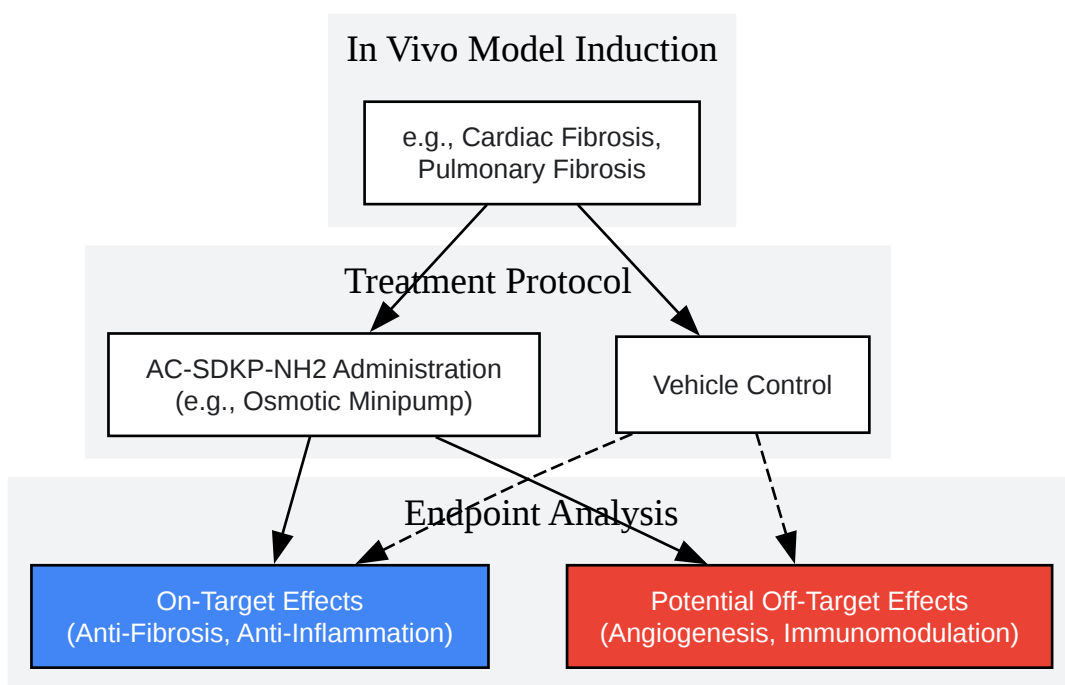 In Vivo Model Induction
e.g., Cardiac Fibrosis,
Pulmonary Fibrosis
Treatment Protocol
AC-SDKP-NH2 Administration
(e.g., Osmotic Minipump)
Vehicle Control
Endpoint Analysis
On-Target Effects
(Anti-Fibrosis, Anti-Inflammation)
Potential Off-Target Effects
(Angiogenesis, Immunomodulation)